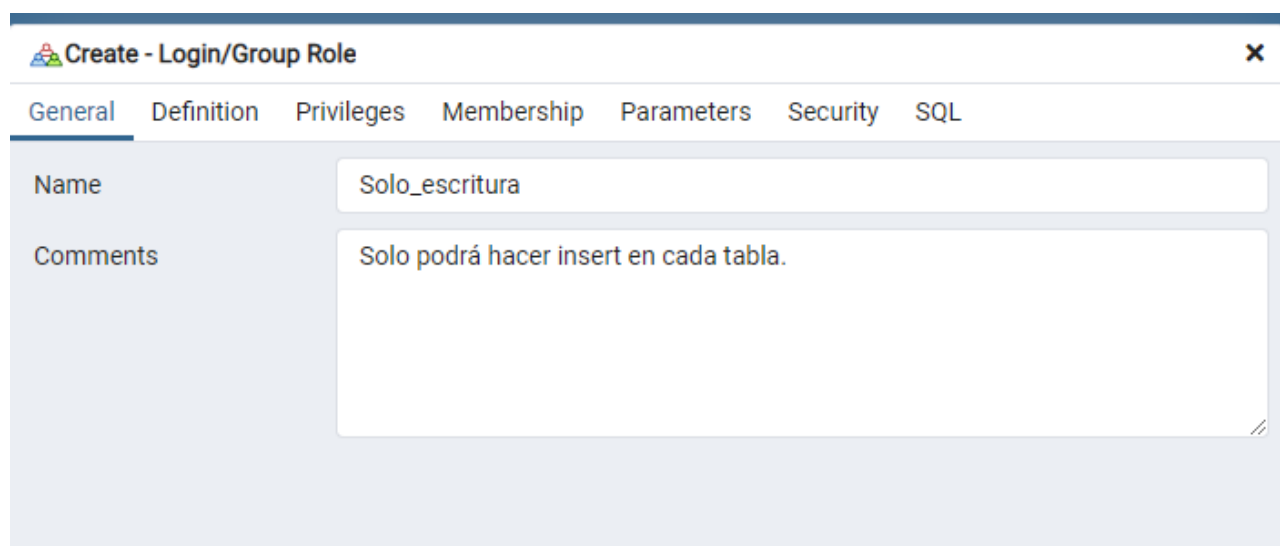 Create - Login/Group Role
General Definition Privileges Membership Parameters Security SQL
Name Solo_escritura
Comments Solo podrá hacer insert en cada tabla.